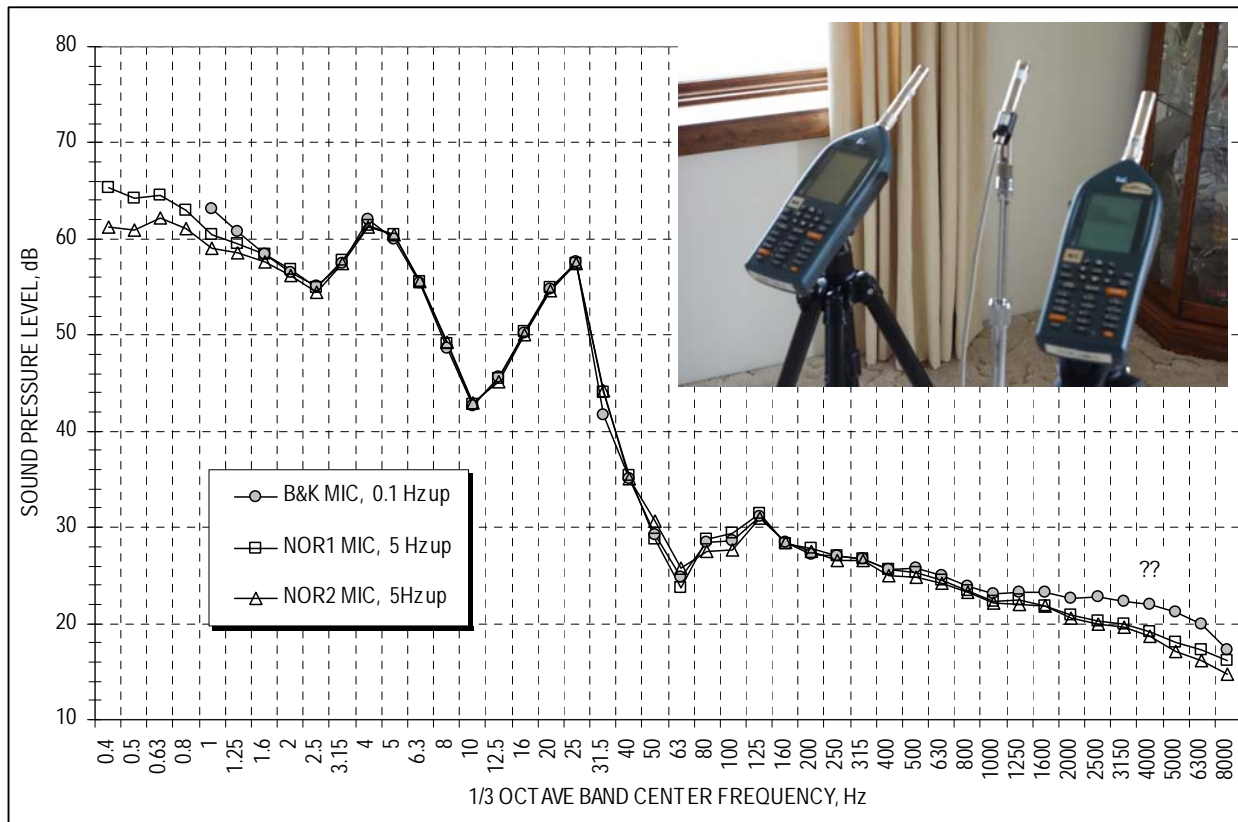 80
70
60
50
40
30
20
10
SOUND PRESSURE LEVEL, dB
B&K MIC, 0.1 Hz up
NOR1 MIC, 5 Hz up
NOR2 MIC, 5Hz up
??
0.4 0.5 0.63 0.8 1 1.25 1.6 2 2.5 3.15 4 5 6.3 8 10 12.5 16 20 25 31.5 40 50 63 80 100 125 160 200 250 315 400 500 630 800 1000 1250 1600 2000 2500 3150 4000 5000 6300 8000
1/3 OCTAVE BAND CENTER FREQUENCY, Hz